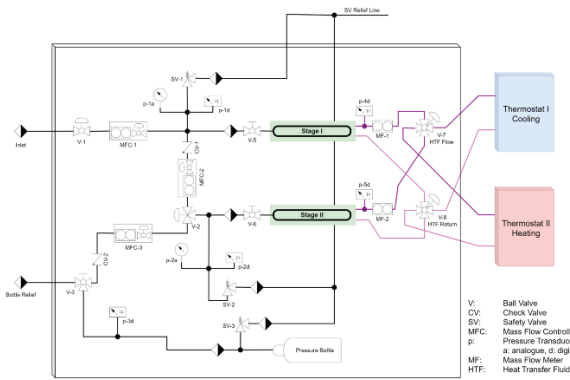 SV Relief Line
SV-1
p-1a
p-1d
p-4d
Thermostat I
Cooling
Inlet
V-1
MFC-1
CV-1
V-5
Stage I
MF-1
V-7
HTF Flow
MFC-2
p-5d
V-2
V-6
Stage II
MF-2
V-8
HTF Return
Thermostat II
Heating
MFC-3
CV-2
p-2a
p-2d
Bottle Relief
V-3
SV-2
p-3d
SV-3
Pressure Bottle
V: Ball Valve
CV: Check Valve
SV: Safety Valve
MFC: Mass Flow Controll
p: Pressure Transduc
a: analogue, d: digi
MF: Mass Flow Meter
HTF: Heat Transfer Fluid